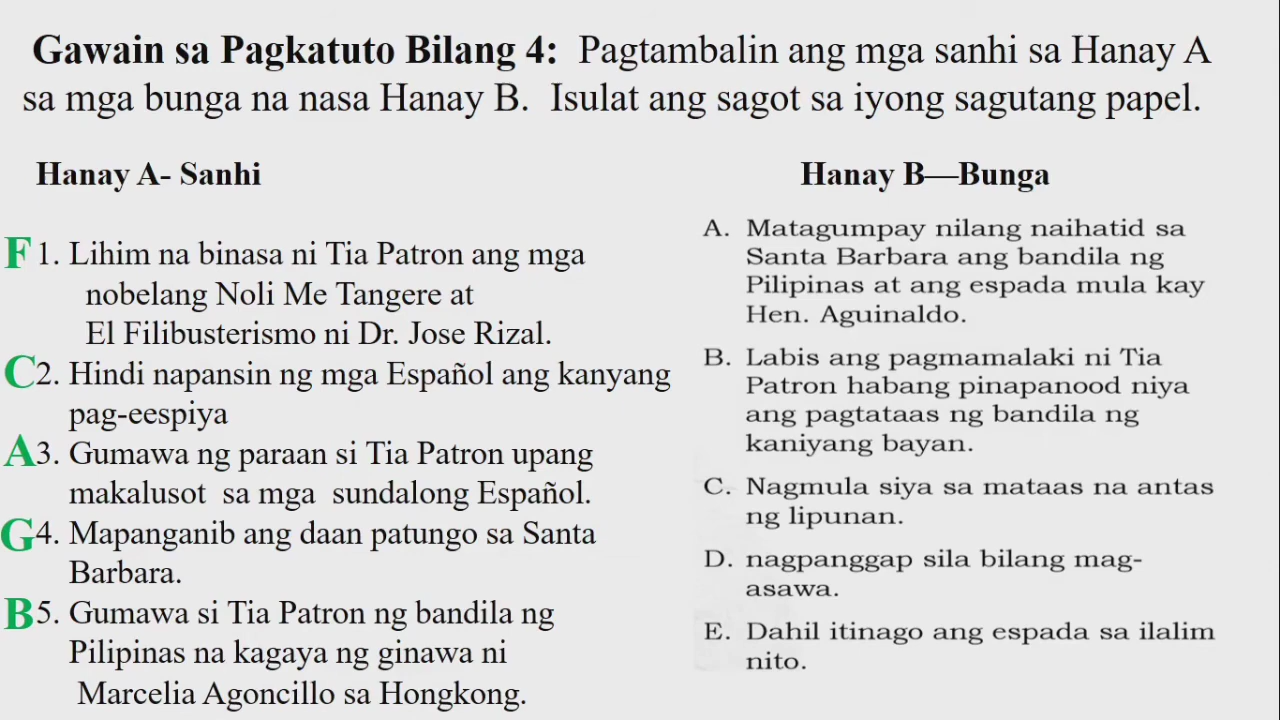 Gawain sa Pagkatuto Bilang 4: Pagtambalin ang mga sanhi sa Hanay A
sa mga bunga na nasa Hanay B. Isulat ang sagot sa iyong sagutang papel.
Hanay A- Sanhi
F 1. Lihim na binasa ni Tia Patron ang mga
nobelang Noli Me Tangere at
El Filibusterismo ni Dr. Jose Rizal.
C 2. Hindi napansin ng mga Español ang kanyang
pag-eespiya
A 3. Gumawa ng paraan si Tia Patron upang
makalusot sa mga sundalong Español.
G 4. Mapanganib ang daan patungo sa Santa
Barbara.
B 5. Gumawa si Tia Patron ng bandila ng
Pilipinas na kagaya ng ginawa ni
Marcelia Agoncillo sa Hongkong.
Hanay B—Bunga
A. Matagumpay nilang naihatid sa
Santa Barbara ang bandila ng
Pilipinas at ang espada mula kay
Hen. Aguinaldo.
B. Labis ang pagmamalaki ni Tia
Patron habang pinapanood niya
ang pagtataas ng bandila ng
kaniyang bayan.
C. Nagmula siya sa mataas na antas
ng lipunan.
D. nagpanggap sila bilang mag-
asawa.
E. Dahil itinago ang espada sa ilalim
nito.